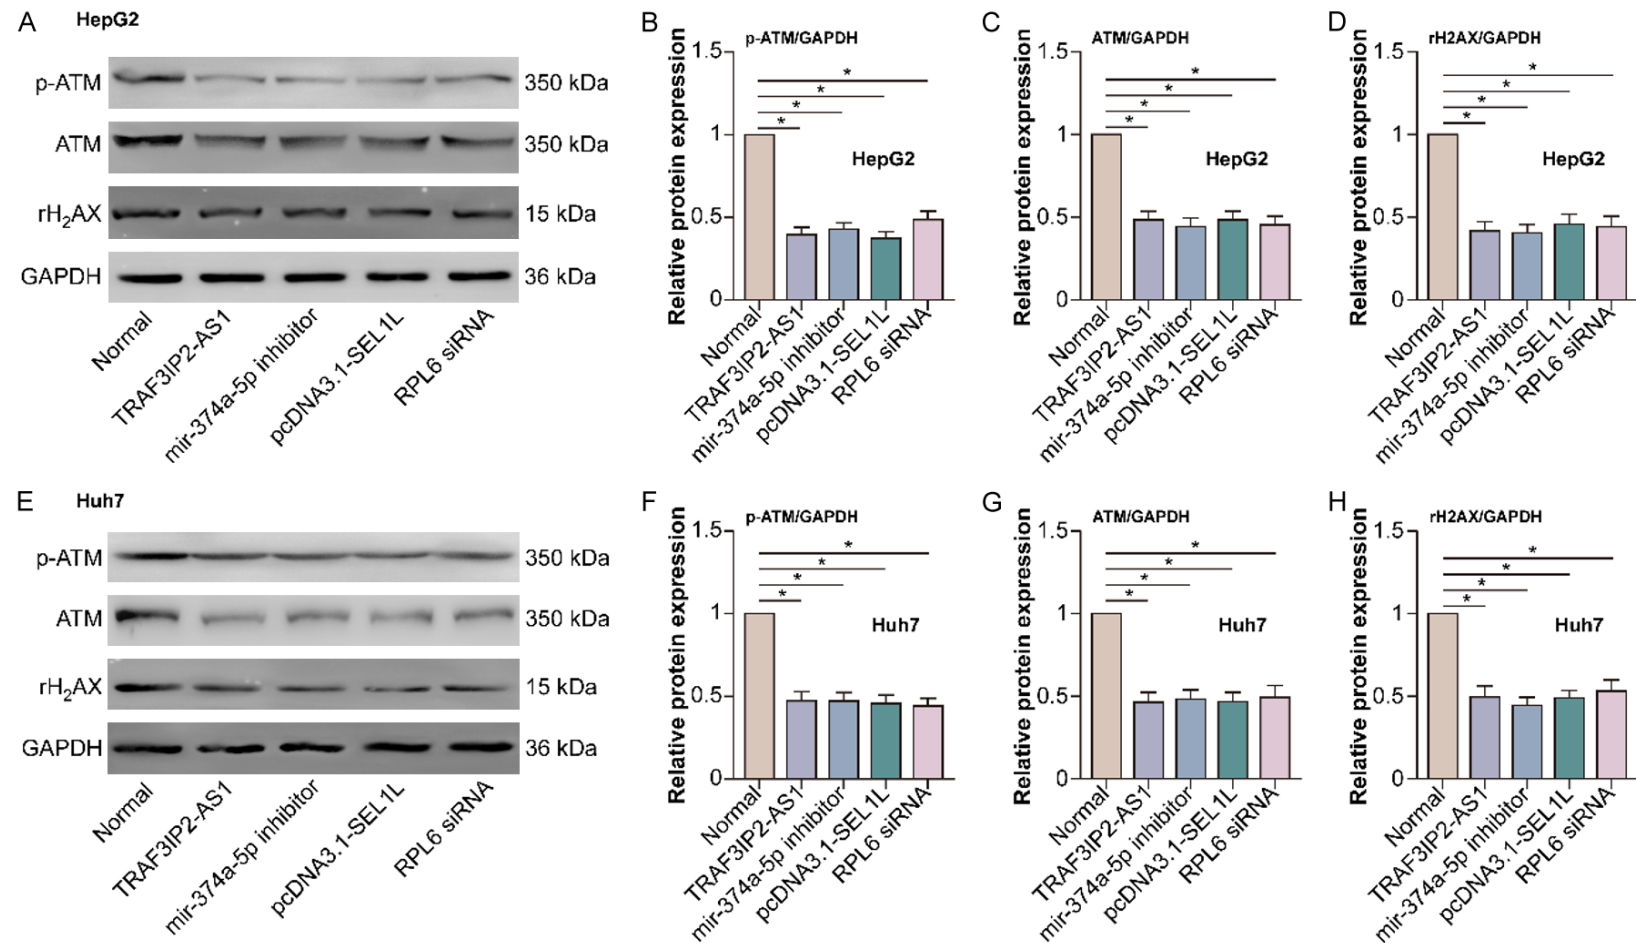 A HepG2
p-ATM 350 kDa
ATM 350 kDa
rH2AX 15 kDa
GAPDH 36 kDa
Normal
TRAF3IP2-AS1
mir-374a-5p inhibitor
pcDNA3.1-SEL1L
RPL6 siRNA
B
p-ATM/GAPDH
Relative protein expression
1.5
1
0.5
0
*
*
*
*
HepG2
Normal
TRAF3IP2-AS1
mir-374a-5p inhibitor
pcDNA3.1-SEL1L
RPL6 siRNA
C
ATM/GAPDH
Relative protein expression
1.5
1
0.5
0
*
*
*
*
HepG2
Normal
TRAF3IP2-AS1
mir-374a-5p inhibitor
pcDNA3.1-SEL1L
RPL6 siRNA
D
rH2AX/GAPDH
Relative protein expression
1.5
1
0.5
0
*
*
*
*
HepG2
Normal
TRAF3IP2-AS1
mir-374a-5p inhibitor
pcDNA3.1-SEL1L
RPL6 siRNA
E Huh7
p-ATM 350 kDa
ATM 350 kDa
rH2AX 15 kDa
GAPDH 36 kDa
Normal
TRAF3IP2-AS1
mir-374a-5p inhibitor
pcDNA3.1-SEL1L
RPL6 siRNA
F
p-ATM/GAPDH
Relative protein expression
1.5
1
0.5
0
*
*
*
*
Huh7
Normal
TRAF3IP2-AS1
mir-374a-5p inhibitor
pcDNA3.1-SEL1L
RPL6 siRNA
G
ATM/GAPDH
Relative protein expression
1.5
1
0.5
0
*
*
*
*
Huh7
Normal
TRAF3IP2-AS1
mir-374a-5p inhibitor
pcDNA3.1-SEL1L
RPL6 siRNA
H
rH2AX/GAPDH
Relative protein expression
1.5
1
0.5
0
*
*
*
*
Huh7
Normal
TRAF3IP2-AS1
mir-374a-5p inhibitor
pcDNA3.1-SEL1L
RPL6 siRNA